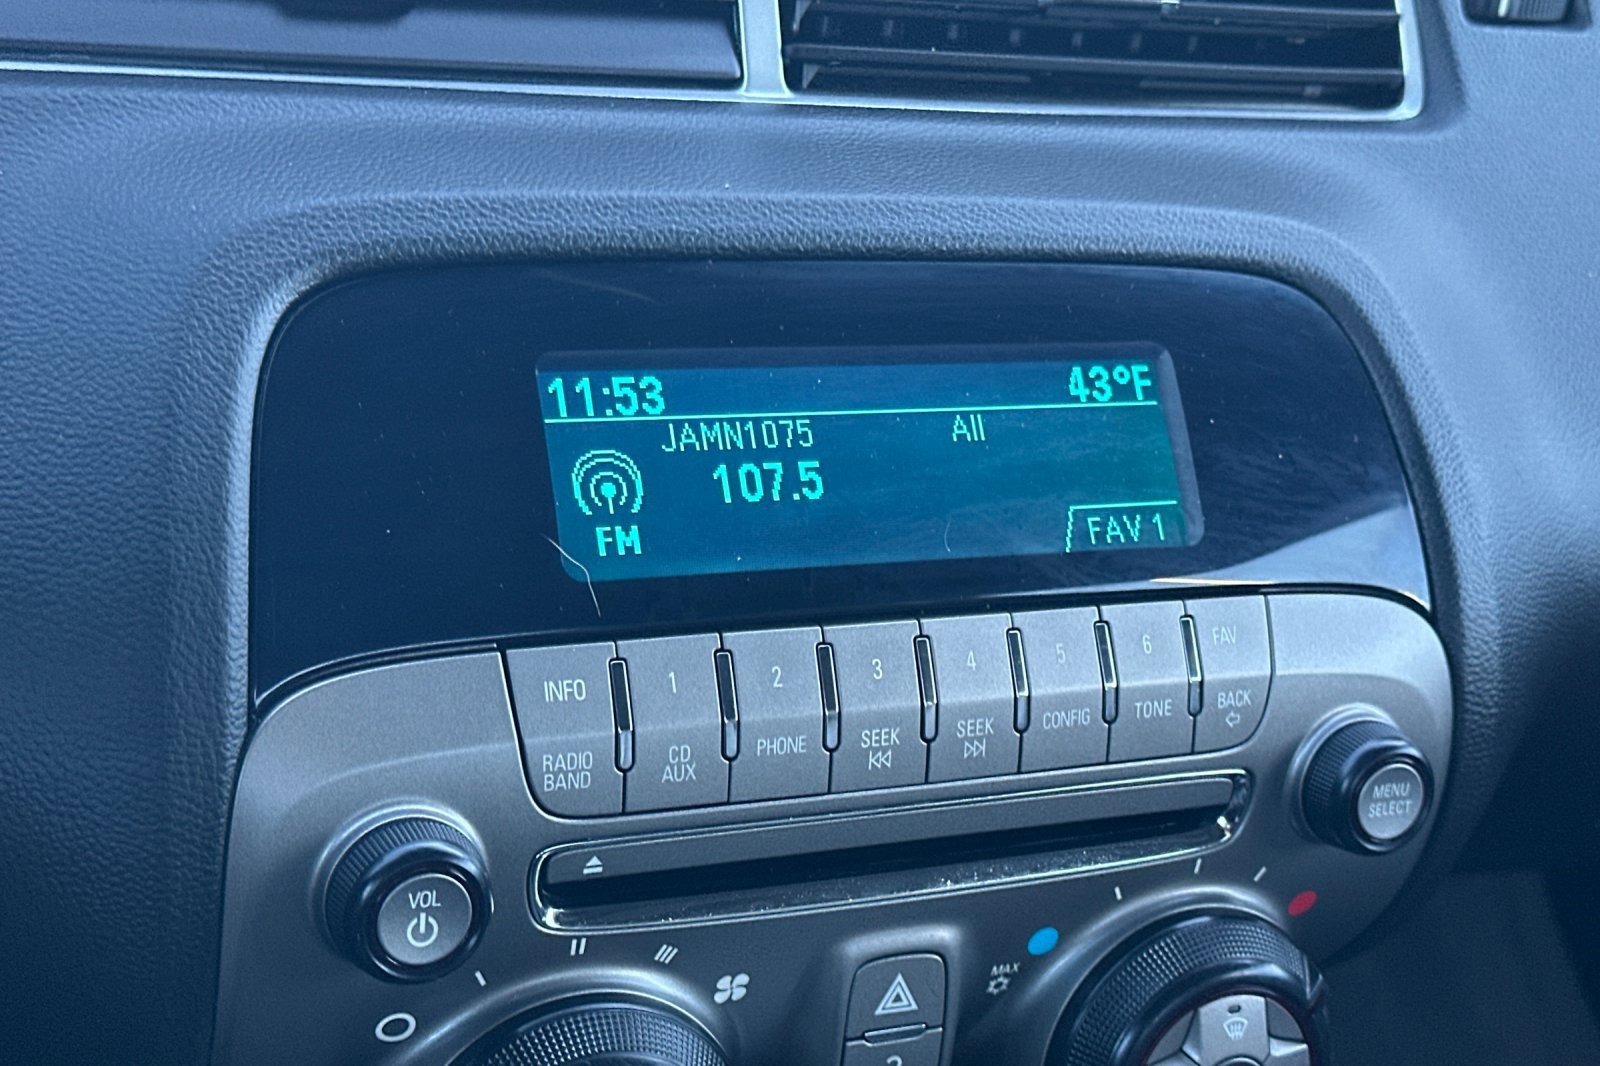 11:53 43°F
JAMN1075 All
107.5
FM FAV 1
INFO 1 2 3 4 5 6 FAV
RADIO BAND CD AUX PHONE SEEK SEEK CONFIG TONE BACK
MENU SELECT
VOL
MAX